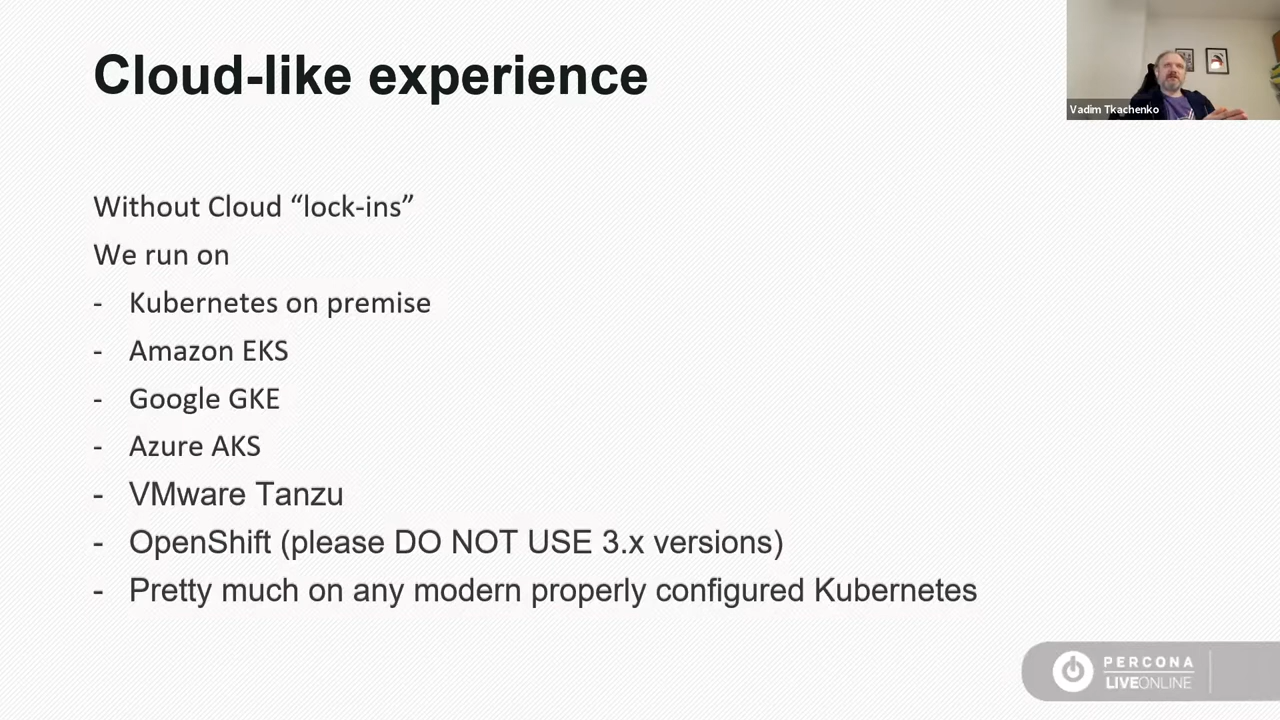 Cloud-like experience
Vadim Tkachenko
Without Cloud “lock-ins”
We run on
- Kubernetes on premise
- Amazon EKS
- Google GKE
- Azure AKS
- VMware Tanzu
- OpenShift (please DO NOT USE 3.x versions)
- Pretty much on any modern properly configured Kubernetes
PERCONA
LIVEONLINE